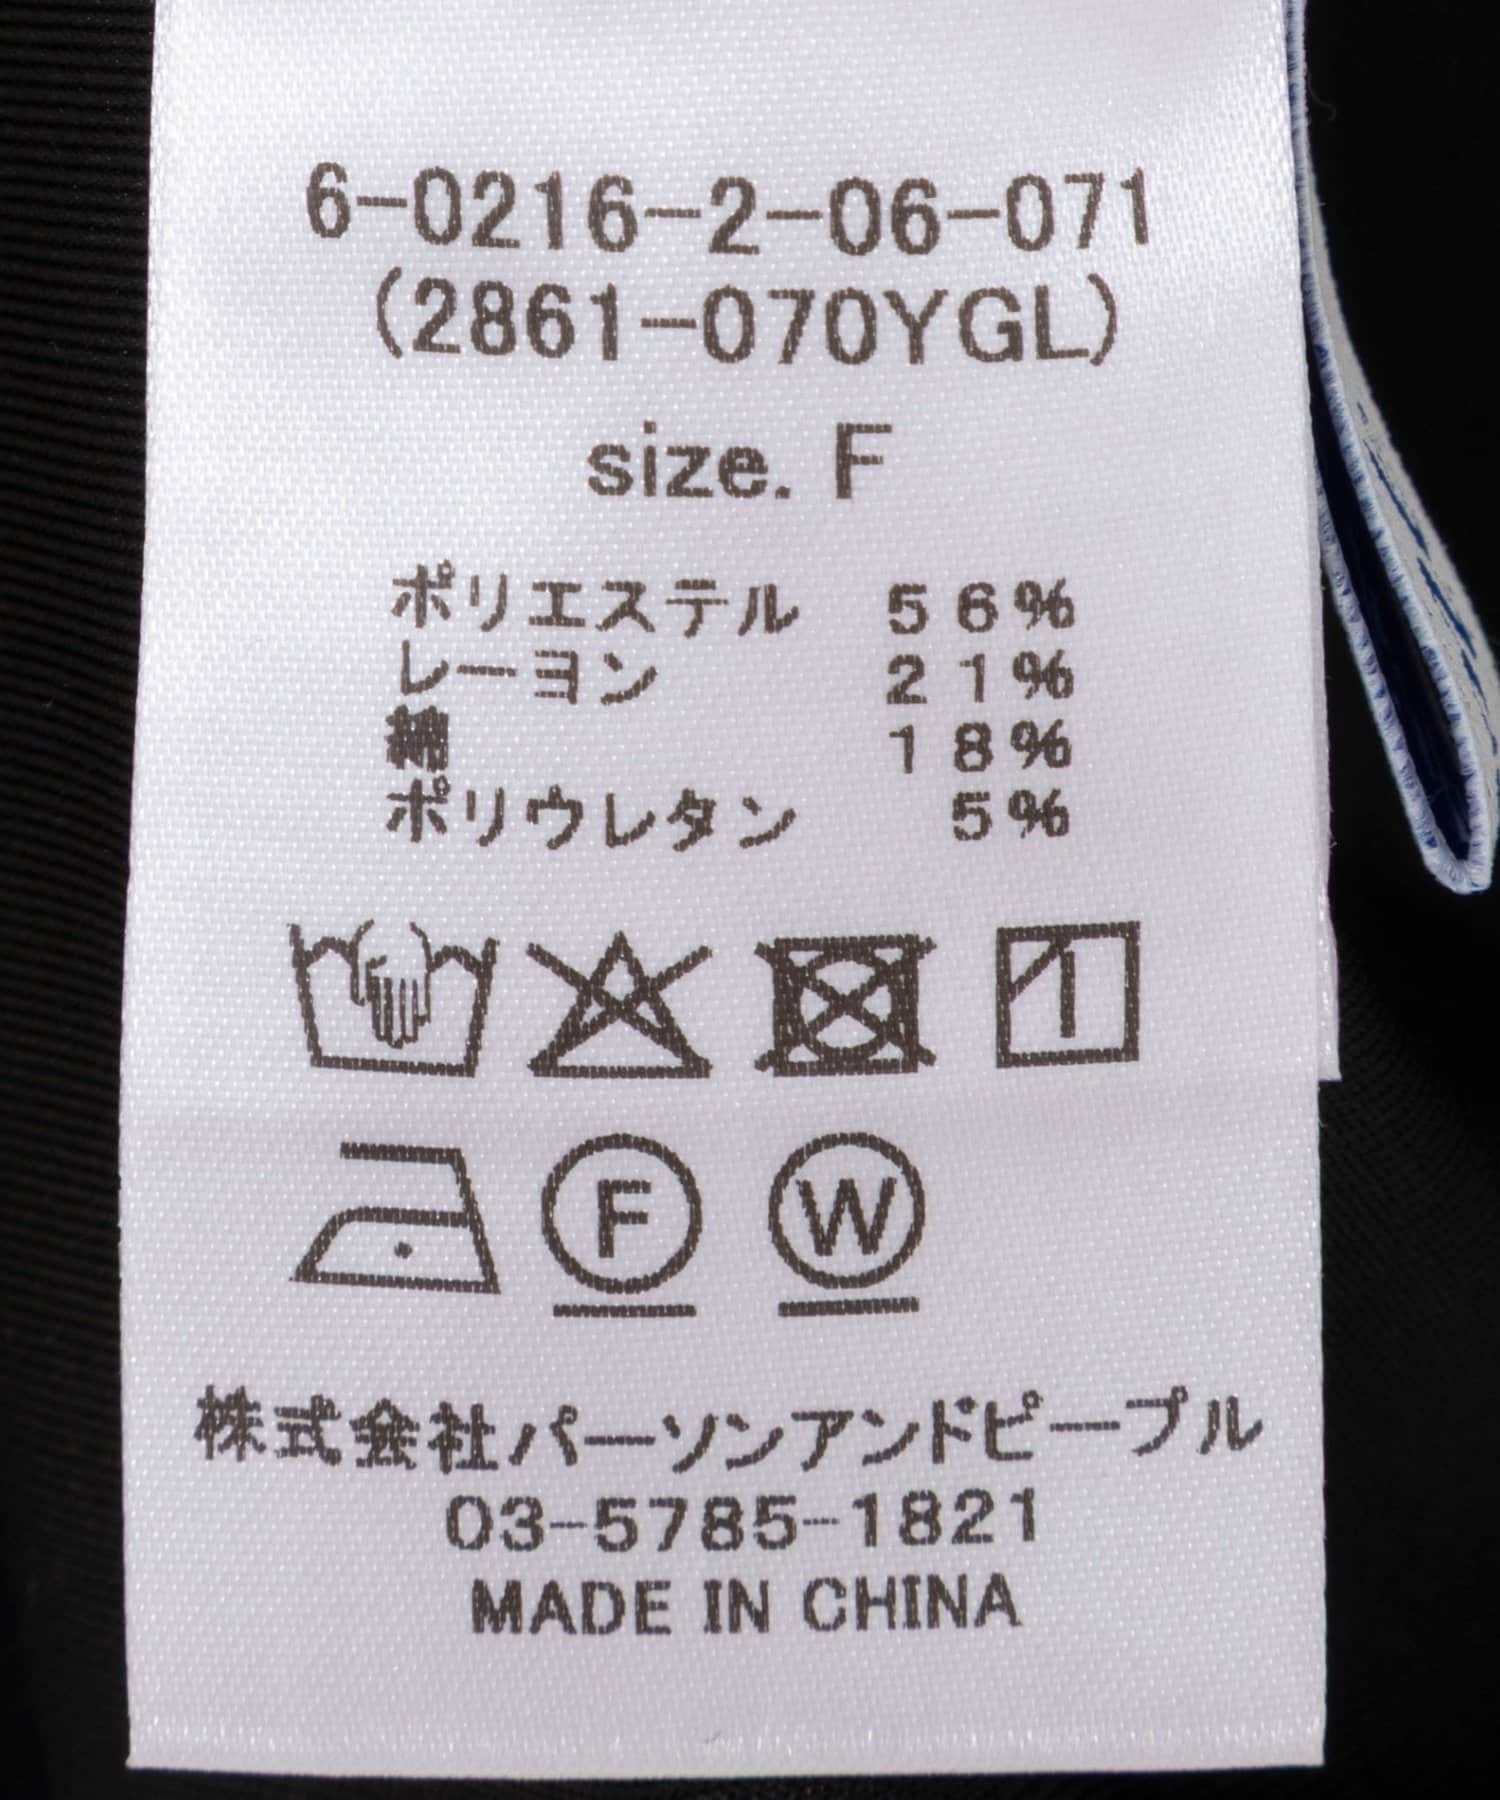 6-0216-2-06-071
(2861-070YGL)
size. F
ポリエステル 56%
レーヨン 21%
綿 18%
ポリウレタン 5%
F W
株式会社パーソンアンドピープル
03-5785-1821
MADE IN CHINA